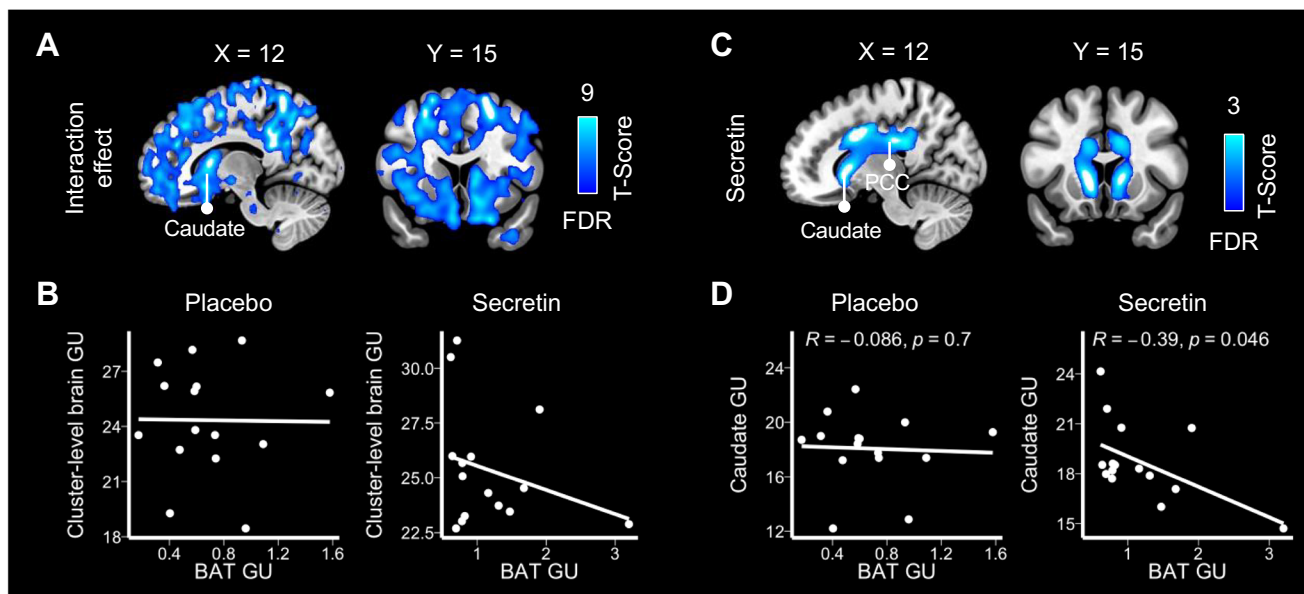 A
X = 12
Y = 15
Interaction
effect
9
T-Score
FDR
Caudate
C
X = 12
Y = 15
Secretin
3
T-Score
FDR
PCC
Caudate
B
Placebo
Cluster-level brain GU
27
24
21
18
0.4
0.8
1.2
1.6
BAT GU
Secretin
Cluster-level brain GU
30.0
27.5
25.0
22.5
1
2
3
BAT GU
D
Placebo
R = −0.086, p = 0.7
Caudate GU
24
20
16
12
0.4
0.8
1.2
1.6
BAT GU
Secretin
R = −0.39, p = 0.046
Caudate GU
24
21
18
15
1
2
3
BAT GU